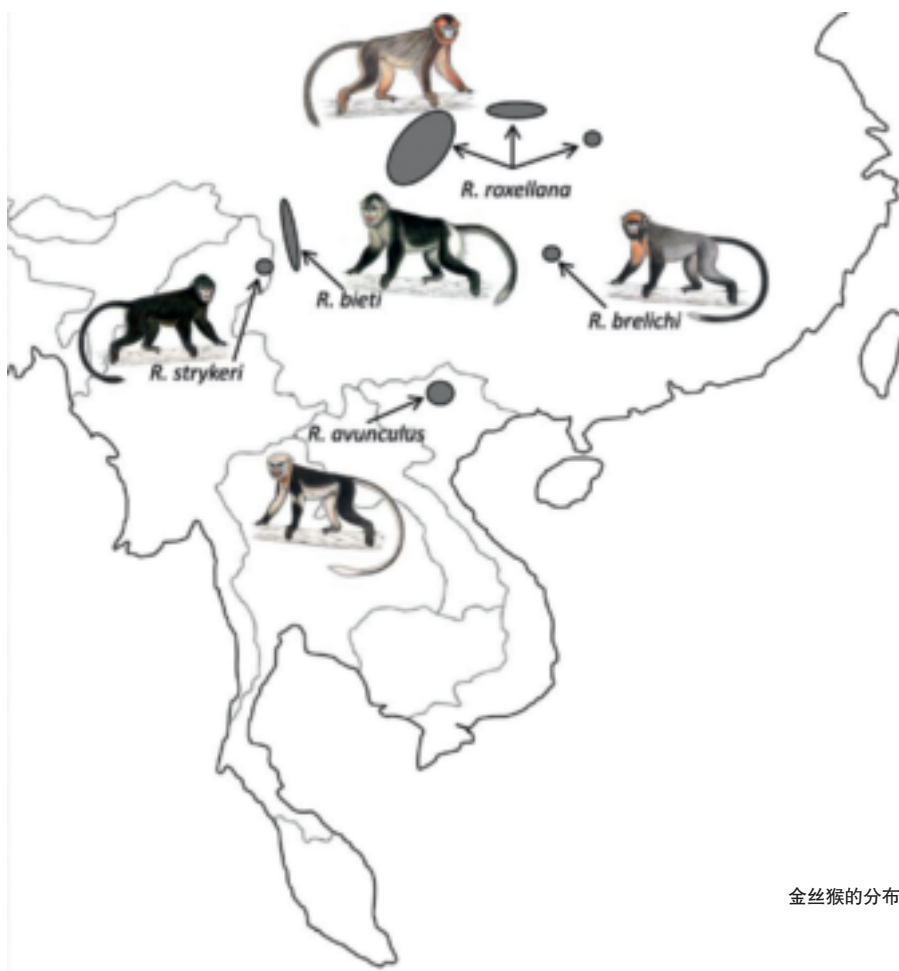 R. roxellana
R. bieti
R. brelichi
R. strykeri
R. avunculus
金丝猴的分布